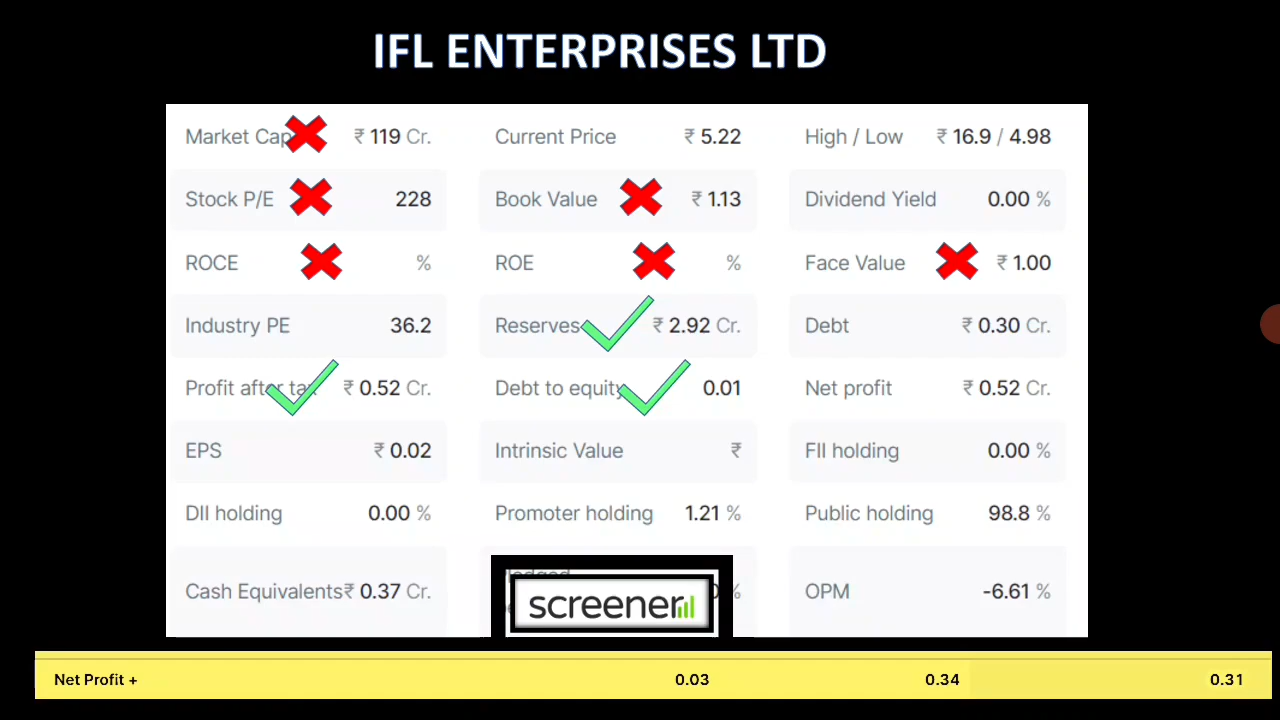 IFL ENTERPRISES LTD
Market Cap ₹ 119 Cr. Current Price ₹ 5.22 High / Low ₹ 16.9 / 4.98
Stock P/E 228 Book Value ₹ 1.13 Dividend Yield 0.00 %
ROCE % ROE % Face Value ₹ 1.00
Industry PE 36.2 Reserves ₹ 2.92 Cr. Debt ₹ 0.30 Cr.
Profit after tax ₹ 0.52 Cr. Debt to equity 0.01 Net profit ₹ 0.52 Cr.
EPS ₹ 0.02 Intrinsic Value ₹ FII holding 0.00 %
DII holding 0.00 % Promoter holding 1.21 % Public holding 98.8 %
Cash Equivalents ₹ 0.37 Cr. % OPM -6.61 %
screener
Net Profit + 0.03 0.34 0.31